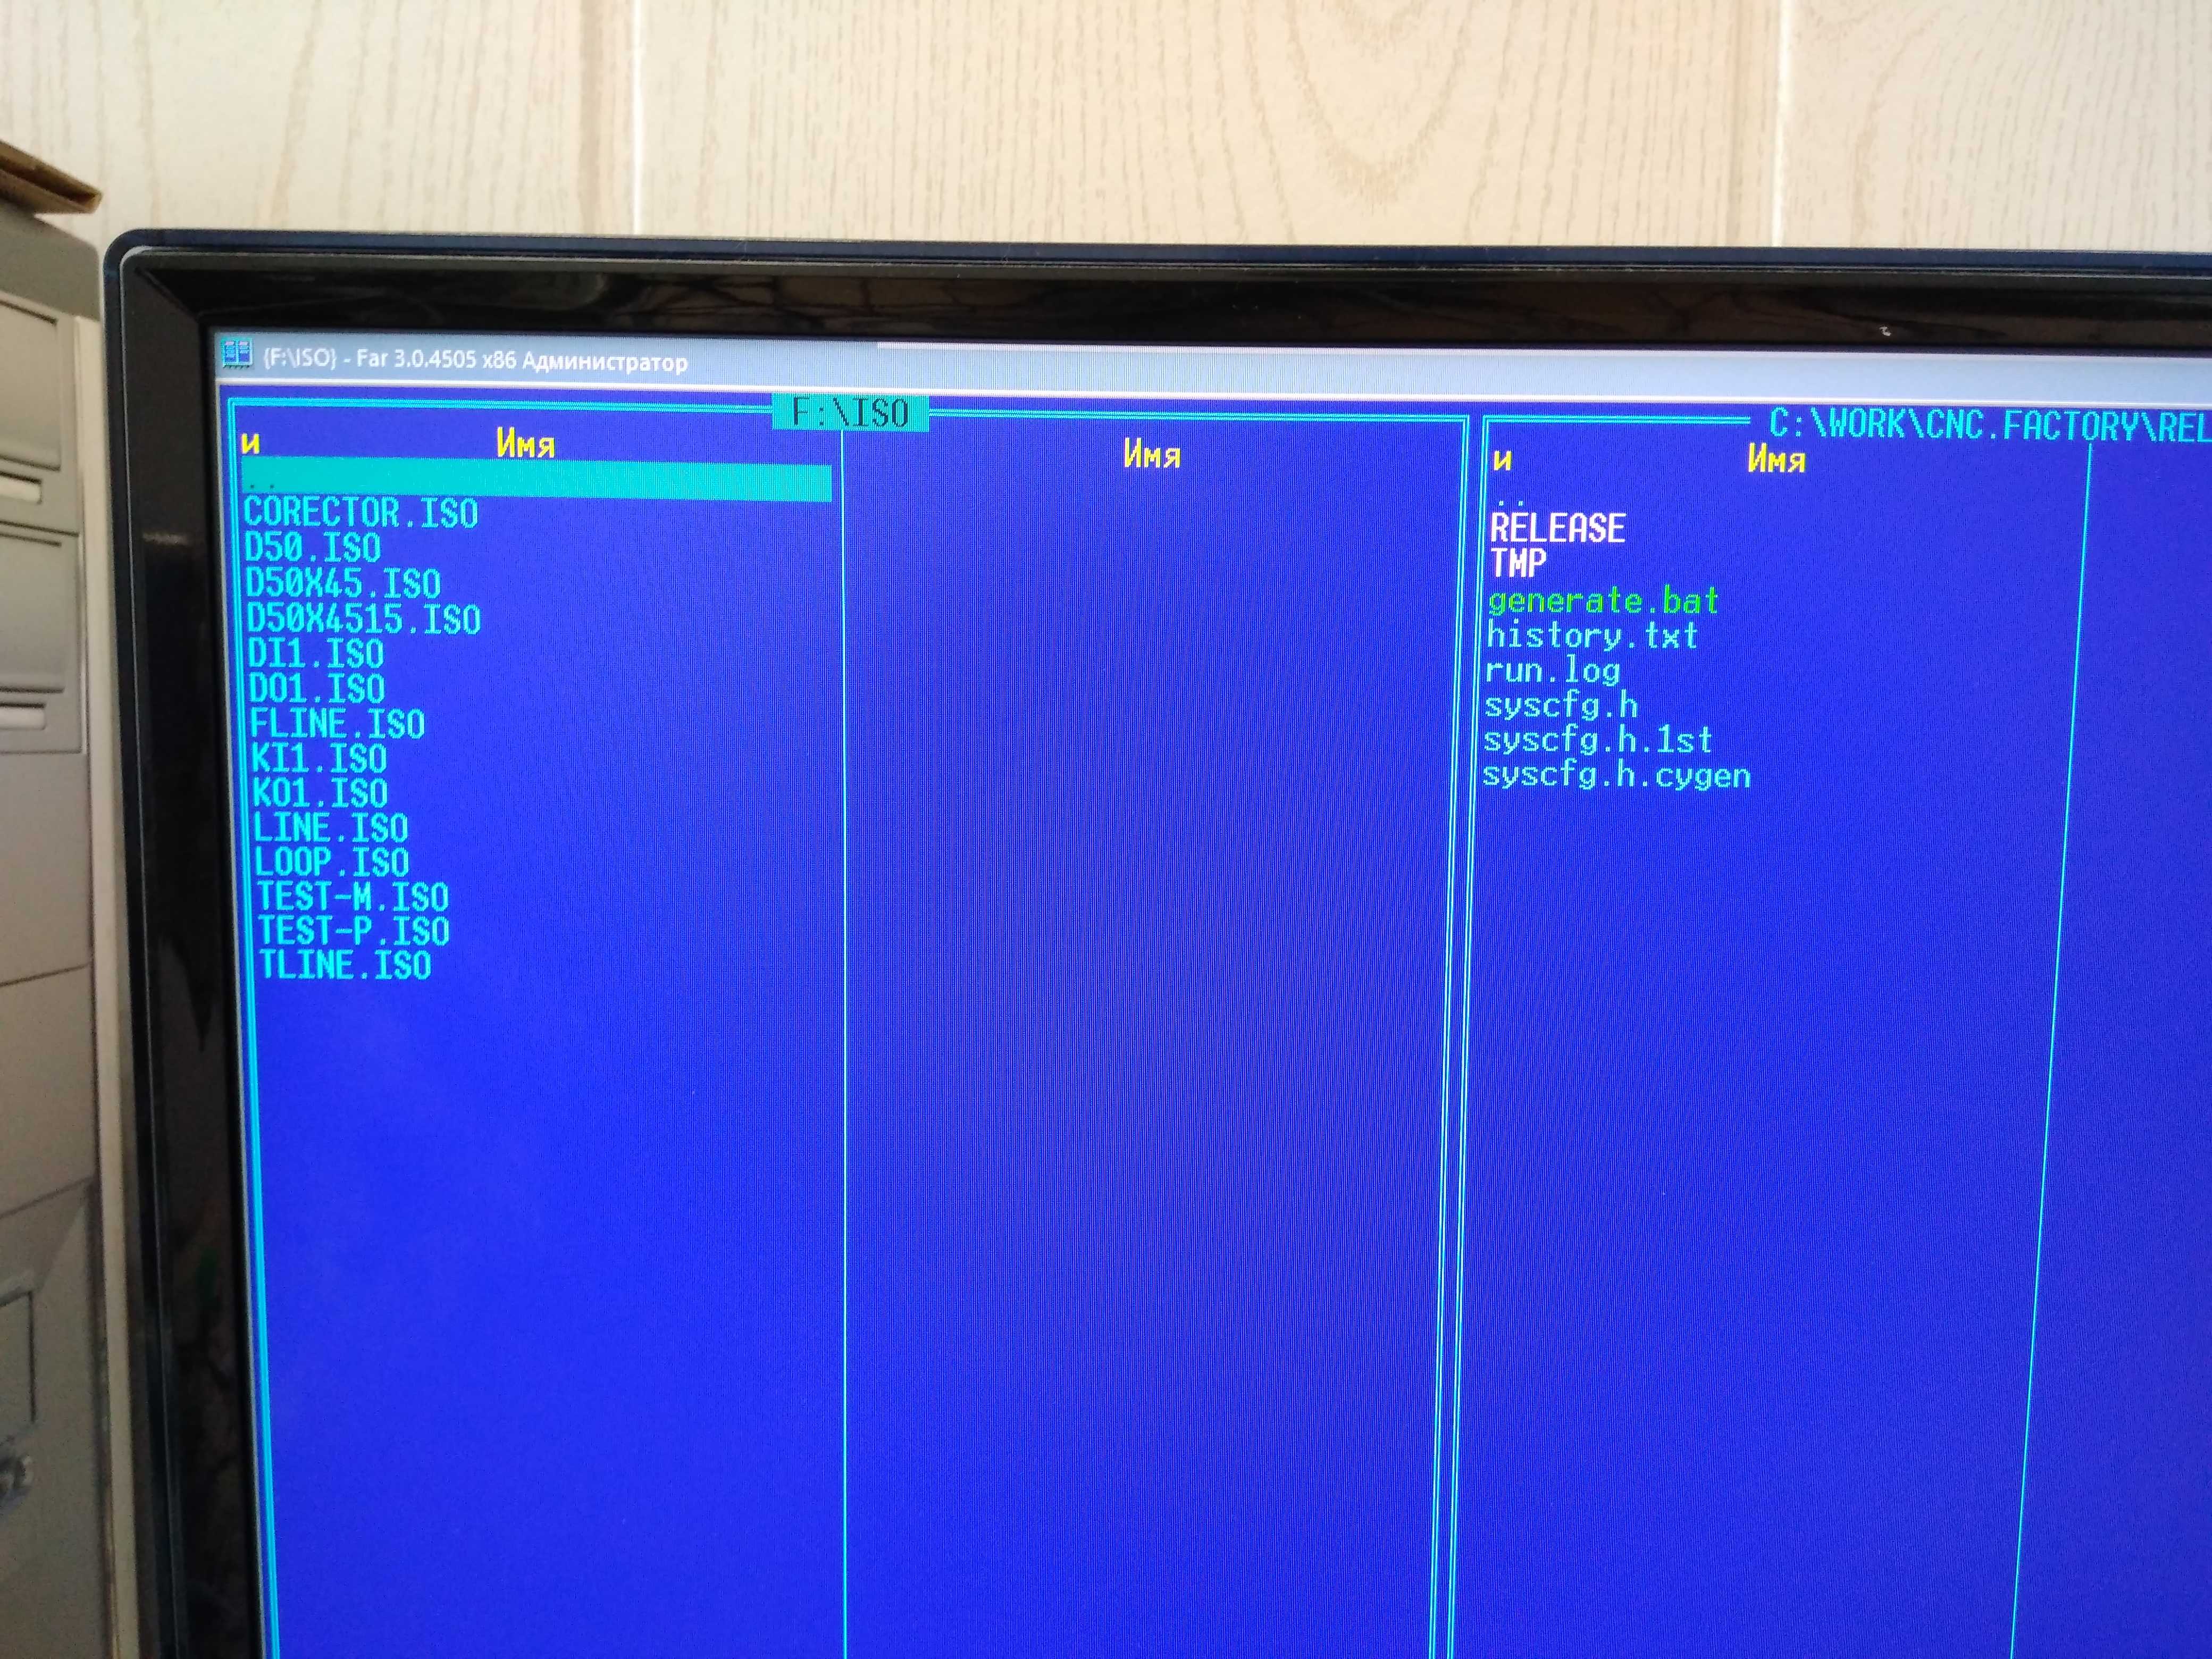 {F:\ISO} - Far 3.0.4505 x86 Администратор
F:\ISO
и Имя Имя
..
CORECTOR.ISO
D50.ISO
D50X45.ISO
D50X4515.ISO
DI1.ISO
DO1.ISO
FLINE.ISO
KI1.ISO
KO1.ISO
LINE.ISO
LOOP.ISO
TEST-M.ISO
TEST-P.ISO
TLINE.ISO
C:\WORK\CNC.FACTORY\REL
и Имя
..
RELEASE
TMP
generate.bat
history.txt
run.log
syscfg.h
syscfg.h.1st
syscfg.h.cygen